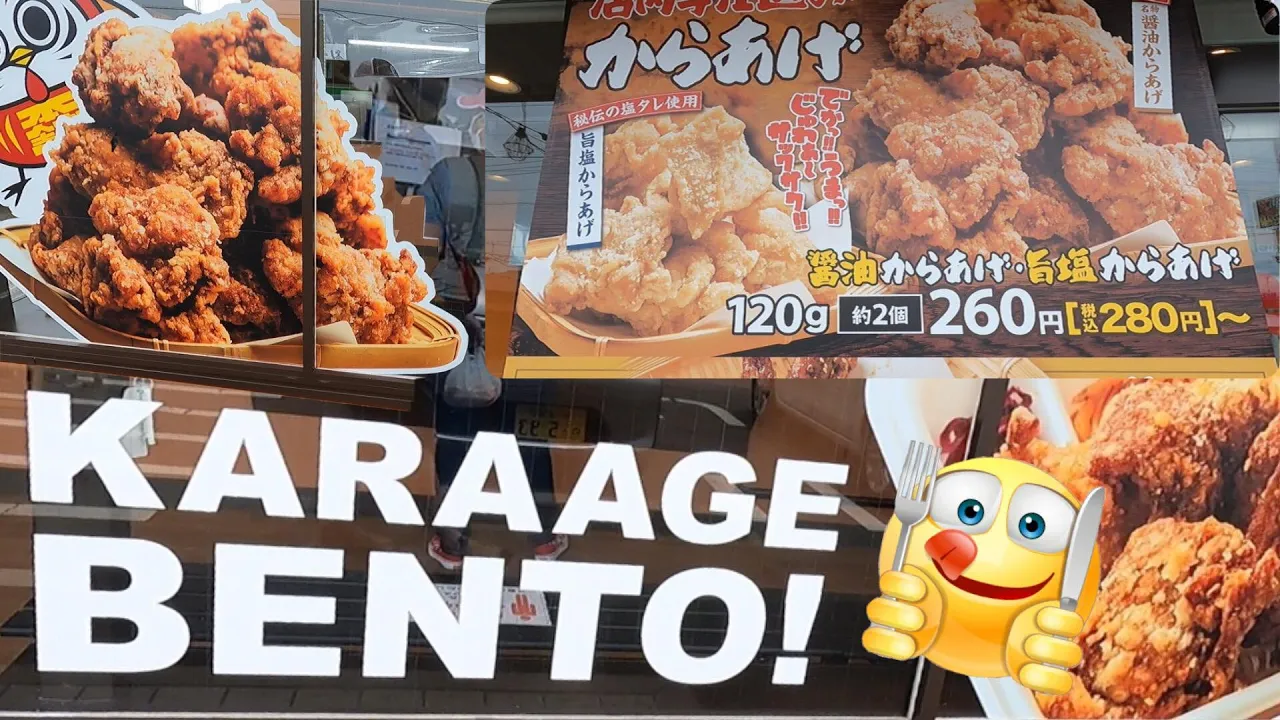 からあげ
秘伝の塩タレ使用
旨塩からあげ
でかっ!!うまっ!!
じゅわぁ〜
サックサク!!
名物
醤油からあげ
醤油からあげ・旨塩からあげ
120g 約2個 260円[税込280円]〜
KARAAGE
BENTO!